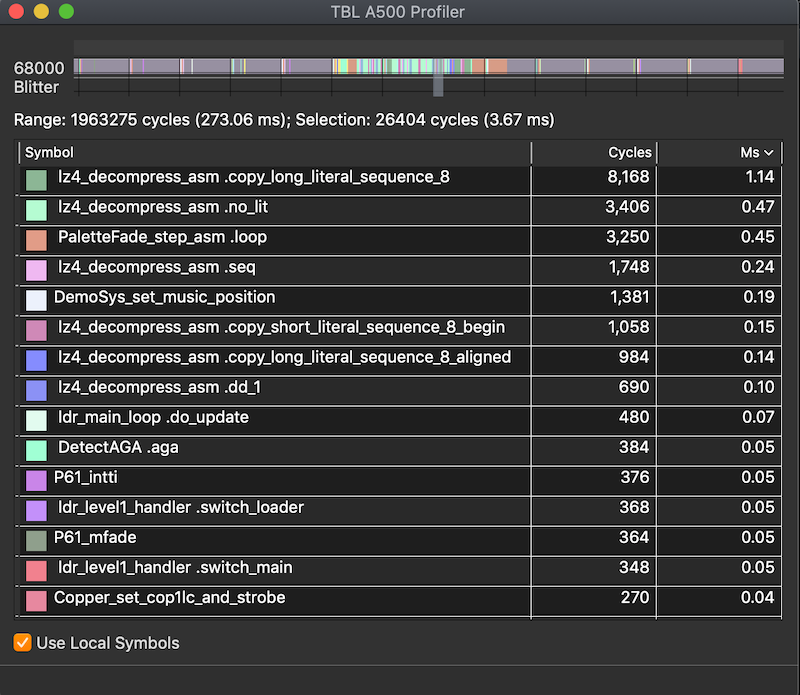 TBL A500 Profiler
68000
Blitter
Range: 1963275 cycles (273.06 ms); Selection: 26404 cycles (3.67 ms)
Symbol Cycles Ms
lz4_decompress_asm .copy_long_literal_sequence_8 8,168 1.14
lz4_decompress_asm .no_lit 3,406 0.47
PaletteFade_step_asm .loop 3,250 0.45
lz4_decompress_asm .seq 1,748 0.24
DemoSys_set_music_position 1,381 0.19
lz4_decompress_asm .copy_short_literal_sequence_8_begin 1,058 0.15
lz4_decompress_asm .copy_long_literal_sequence_8_aligned 984 0.14
lz4_decompress_asm .dd_1 690 0.10
ldr_main_loop .do_update 480 0.07
DetectAGA .aga 384 0.05
P61_intti 376 0.05
ldr_level1_handler .switch_loader 368 0.05
P61_mfade 364 0.05
ldr_level1_handler .switch_main 348 0.05
Copper_set_cop1lc_and_strobe 270 0.04
Use Local Symbols